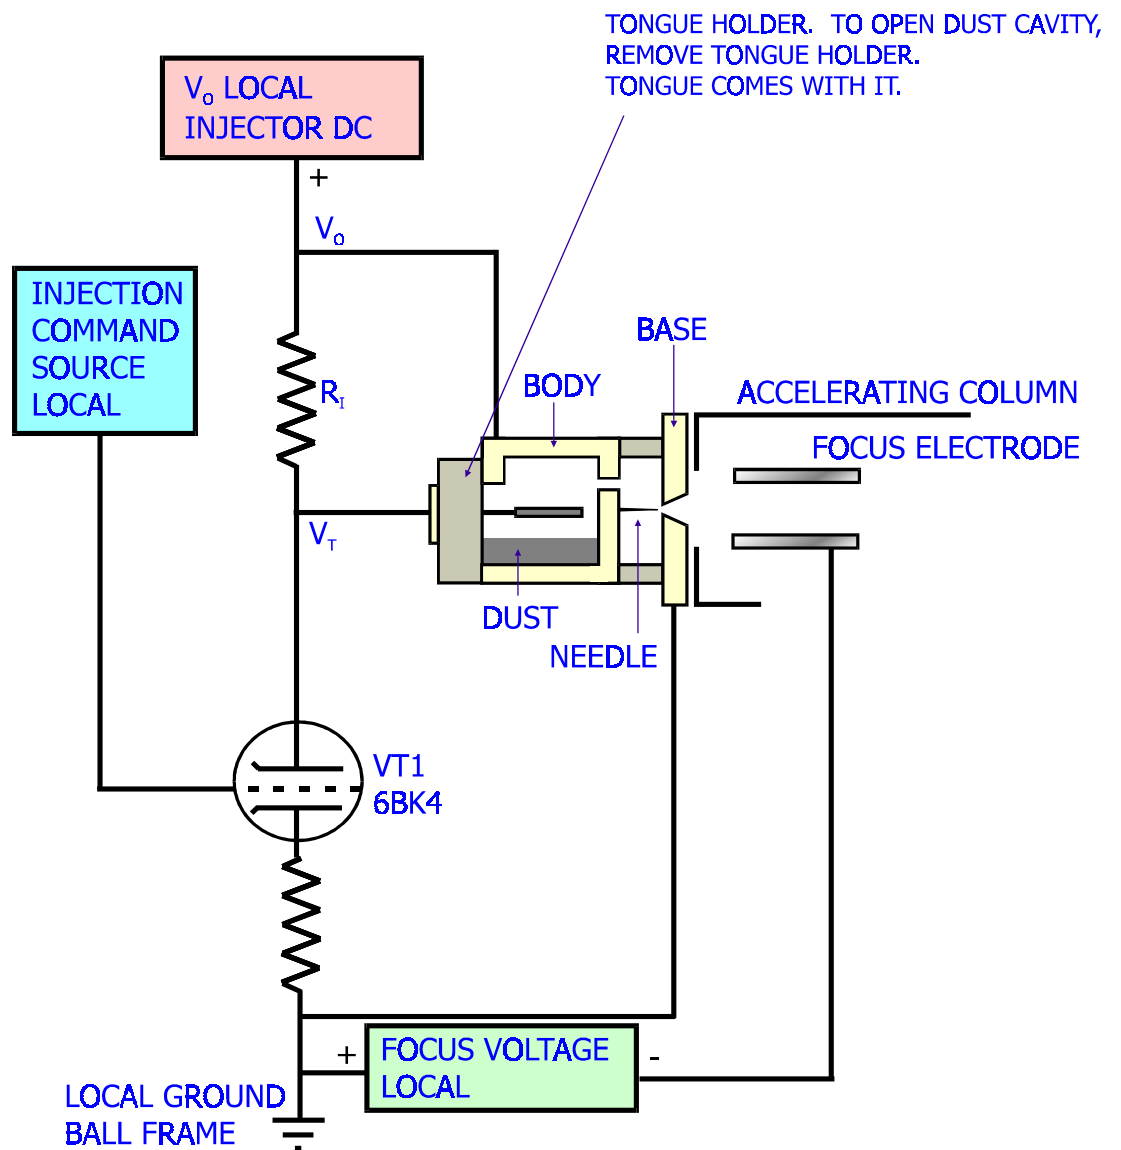 TONGUE HOLDER.  TO OPEN DUST CAVITY,
REMOVE TONGUE HOLDER.
TONGUE COMES WITH IT.
Vo LOCAL
INJECTOR DC
+
Vo
INJECTION
COMMAND
SOURCE
LOCAL
RI
BASE
BODY
ACCELERATING COLUMN
FOCUS ELECTRODE
VT
DUST
NEEDLE
VT1
6BK4
+
FOCUS VOLTAGE
LOCAL
-
LOCAL GROUND
BALL FRAME